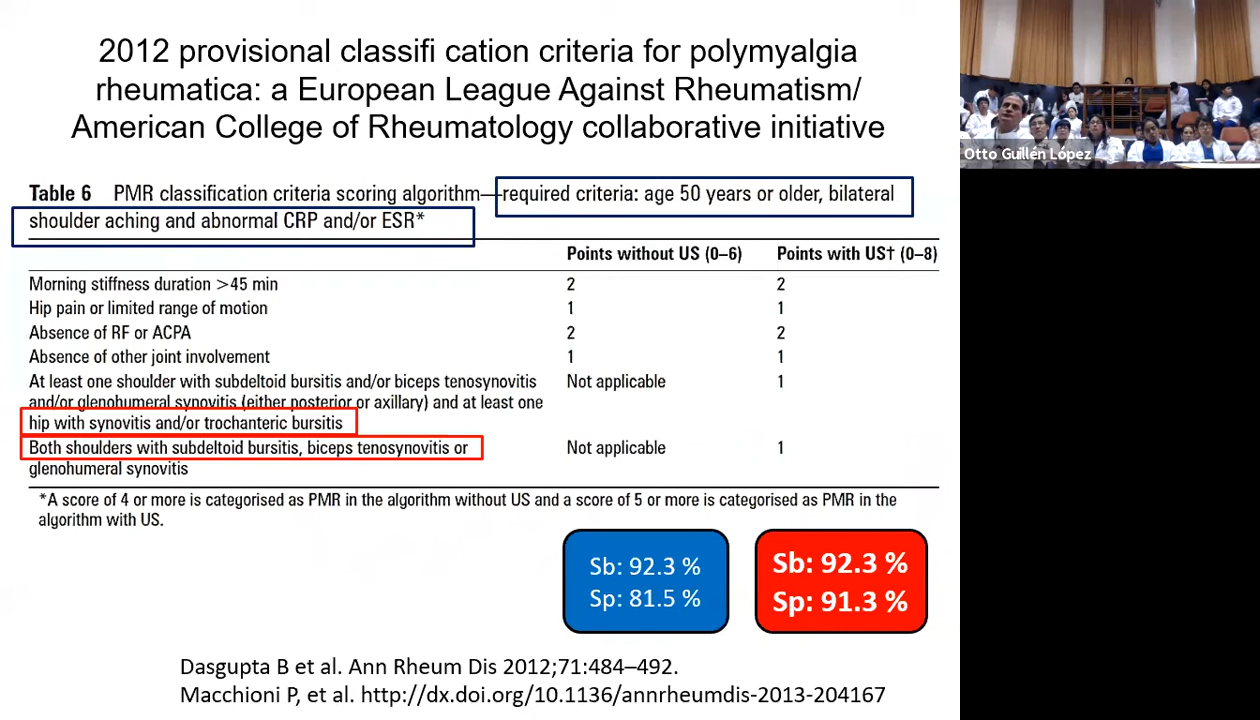 2012 provisional classifi cation criteria for polymyalgia
rheumatica: a European League Against Rheumatism/
American College of Rheumatology collaborative initiative
Otto Guillén López
Table 6 PMR classification criteria scoring algorithm—required criteria: age 50 years or older, bilateral
shoulder aching and abnormal CRP and/or ESR*
Points without US (0–6) Points with US† (0–8)
Morning stiffness duration >45 min 2 2
Hip pain or limited range of motion 1 1
Absence of RF or ACPA 2 2
Absence of other joint involvement 1 1
At least one shoulder with subdeltoid bursitis and/or biceps tenosynovitis Not applicable 1
and/or glenohumeral synovitis (either posterior or axillary) and at least one
hip with synovitis and/or trochanteric bursitis
Both shoulders with subdeltoid bursitis, biceps tenosynovitis or Not applicable 1
glenohumeral synovitis
*A score of 4 or more is categorised as PMR in the algorithm without US and a score of 5 or more is categorised as PMR in the
algorithm with US.
Sb: 92.3 %
Sp: 81.5 %
Sb: 92.3 %
Sp: 91.3 %
Dasgupta B et al. Ann Rheum Dis 2012;71:484–492.
Macchioni P, et al. http://dx.doi.org/10.1136/annrheumdis-2013-204167